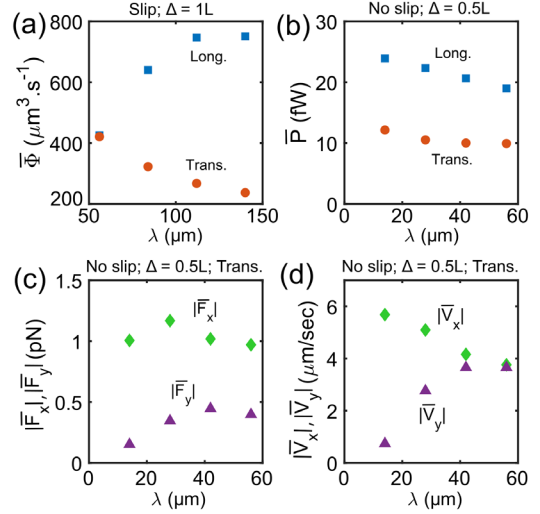 (a) Slip; Δ = 1L
800
600
400
200
Φ̅ (μm³.s⁻¹)
Long.
Trans.
50 100 150
λ (μm)
(b) No slip; Δ = 0.5L
30
20
10
0
P̅ (fW)
Long.
Trans.
0 20 40 60
λ (μm)
(c) No slip; Δ = 0.5L; Trans.
1.5
1
0.5
0
|F̅x|, |F̅y| (pN)
|F̅x|
|F̅y|
0 20 40 60
λ (μm)
(d) No slip; Δ = 0.5L; Trans.
6
4
2
0
|V̅x|, |V̅y| (μm/sec)
|V̅x|
|V̅y|
0 20 40 60
λ (μm)